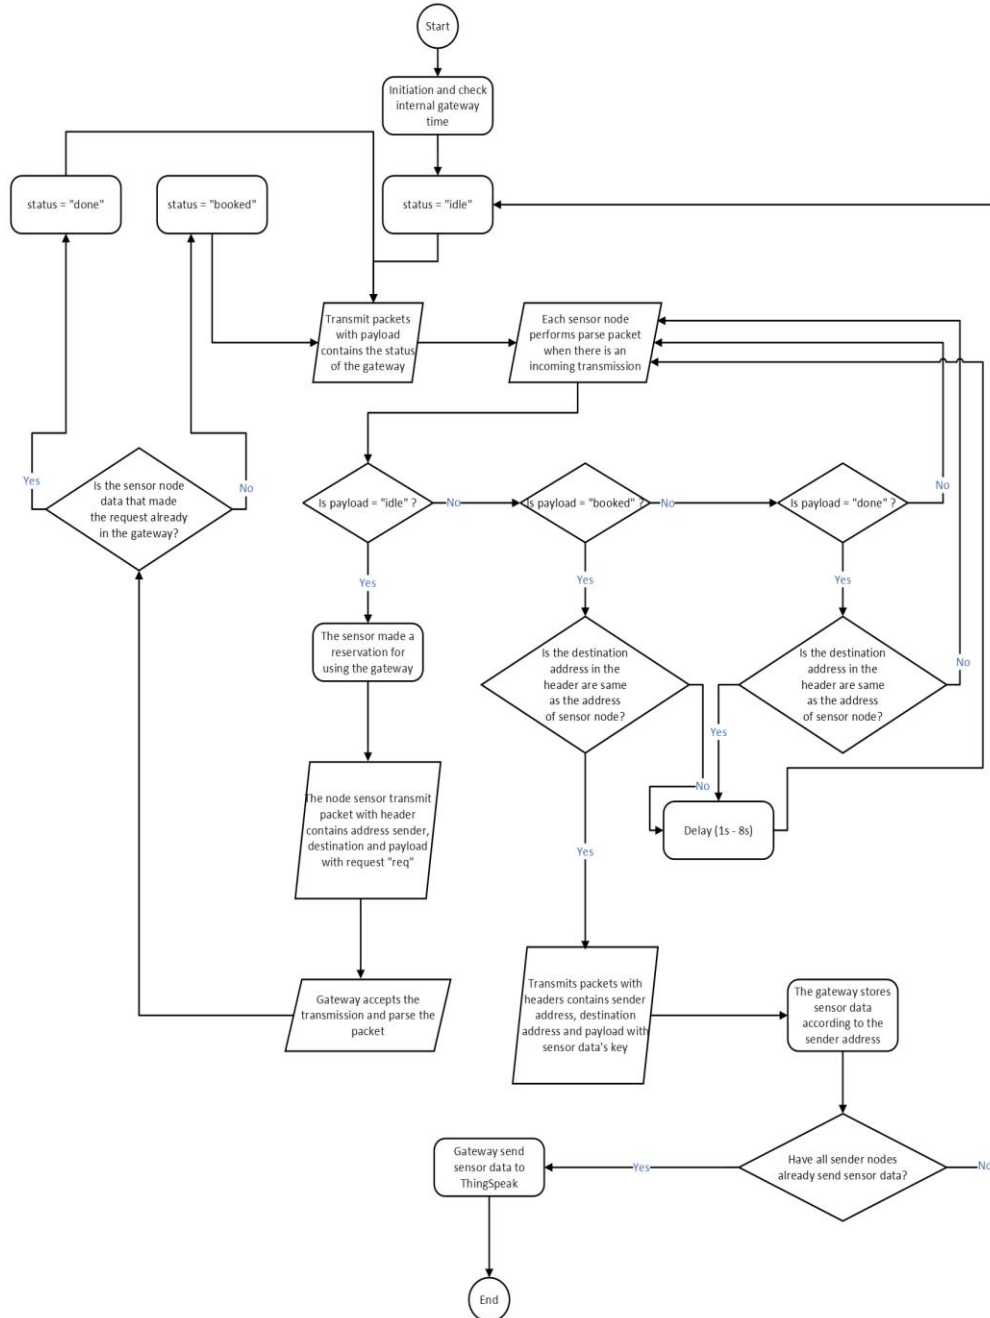 Start
Initiation and check
internal gateway
time
status = "done"
status = "booked"
status = "idle"
Transmit packets
with payload
contains the status
of the gateway
Each sensor node
performs parse packet
when there is an
incoming transmission
Is the sensor node
data that made
the request already
in the gateway?
Yes
No
Is payload = "idle" ?
No
Is payload = "booked" ?
No
Is payload = "done" ?
No
Yes
Yes
Yes
The sensor made a
reservation for
using the gateway
Is the destination
address in the
header are same
as the address
of sensor node?
Is the destination
address in the
header are same
as the address
of sensor node?
No
Yes
No
The node sensor transmit
packet with header
contains address sender,
destination and payload
with request "req"
Delay (1s - 8s)
Yes
Gateway accepts the
transmission and parse the
packet
Transmits packets with
headers contains sender
address, destination
address and payload with
sensor data's key
The gateway stores
sensor data
according to the
sender address
Gateway send
sensor data to
ThingSpeak
Yes
Have all sender nodes
already send sensor data?
No
End